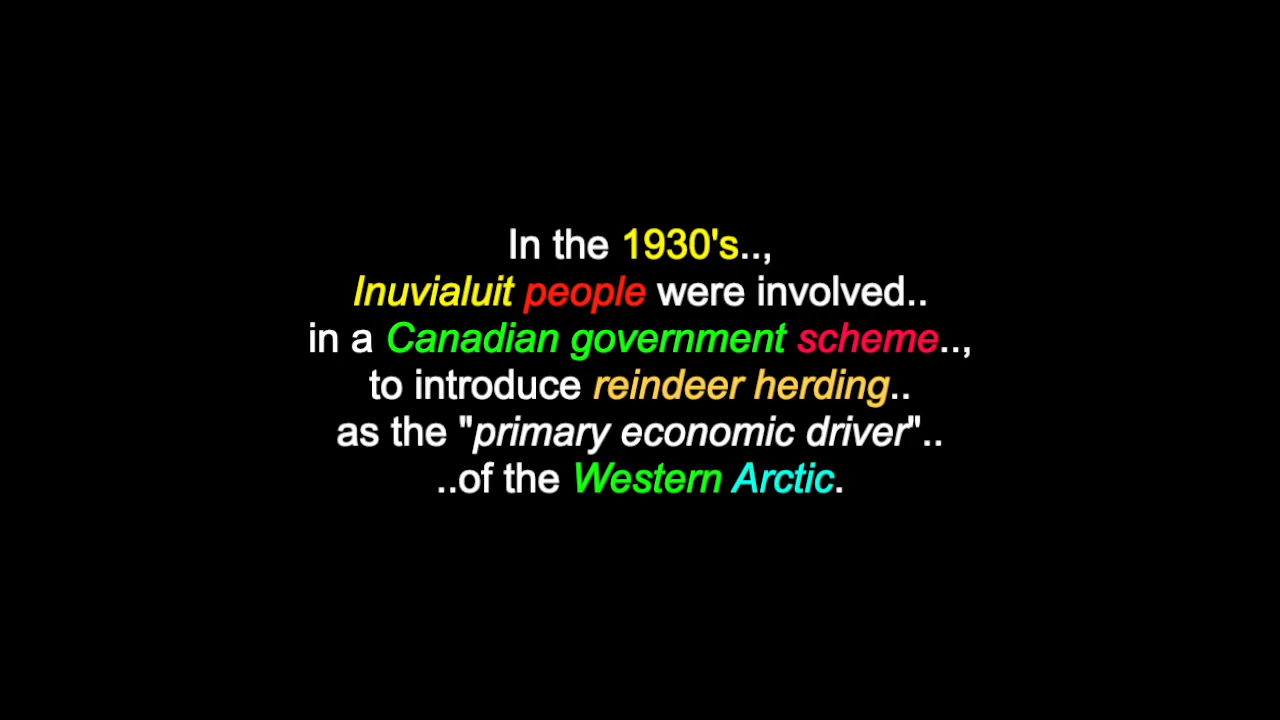 In the 1930's..,
Inuvialuit people were involved..
in a Canadian government scheme..,
to introduce reindeer herding..
as the "primary economic driver"..
..of the Western Arctic.